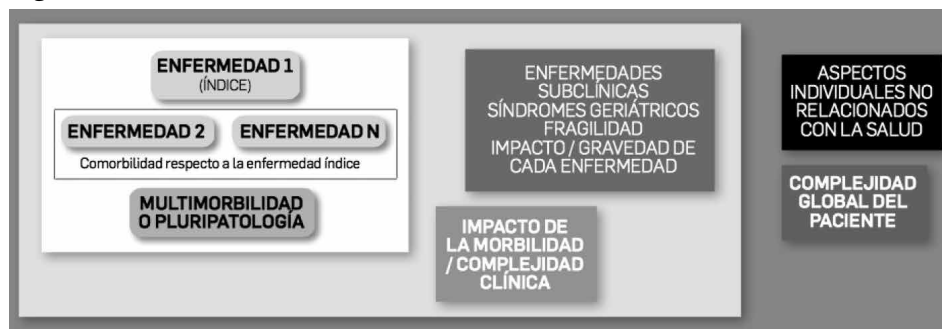 ENFERMEDAD 1
(ÍNDICE)
ENFERMEDAD 2
ENFERMEDAD N
Comorbilidad respecto a la enfermedad índice
MULTIMORBILIDAD
O PLURIPATOLOGÍA
ENFERMEDADES
SUBCLÍNICAS
SÍNDROMES GERIÁTRICOS
FRAGILIDAD
IMPACTO / GRAVEDAD DE
CADA ENFERMEDAD
IMPACTO DE
LA MORBILIDAD
/ COMPLEJIDAD
CLÍNICA
ASPECTOS
INDIVIDUALES NO
RELACIONADOS
CON LA SALUD
COMPLEJIDAD
GLOBAL DEL
PACIENTE